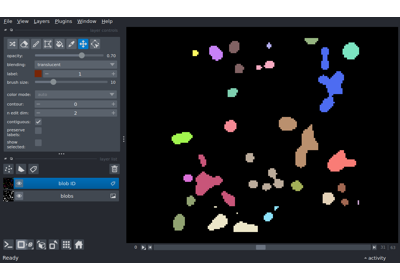 File View Layers Plugins Window Help
opacity: 0.70
blending: translucent
label: 1
brush size: 10
color mode:
contour: 0
n edit dim: 2
contiguous:
preserve
labels:
show
selected:
blob ID
blobs
Ready
activity